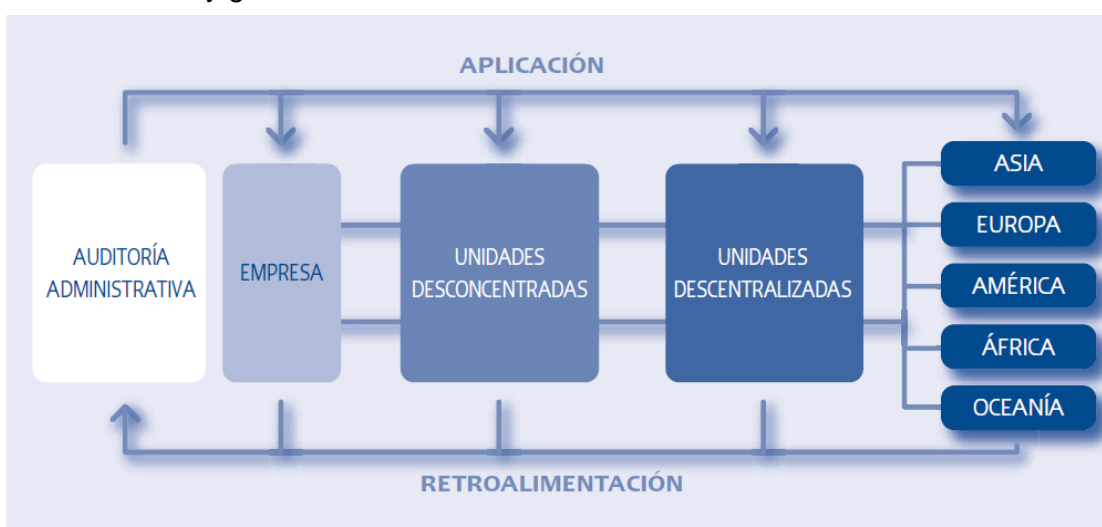 APLICACIÓN
AUDITORÍA
ADMINISTRATIVA
EMPRESA
UNIDADES
DESCONCENTRADAS
UNIDADES
DESCENTRALIZADAS
ASIA
EUROPA
AMÉRICA
ÁFRICA
OCEANÍA
RETROALIMENTACIÓN